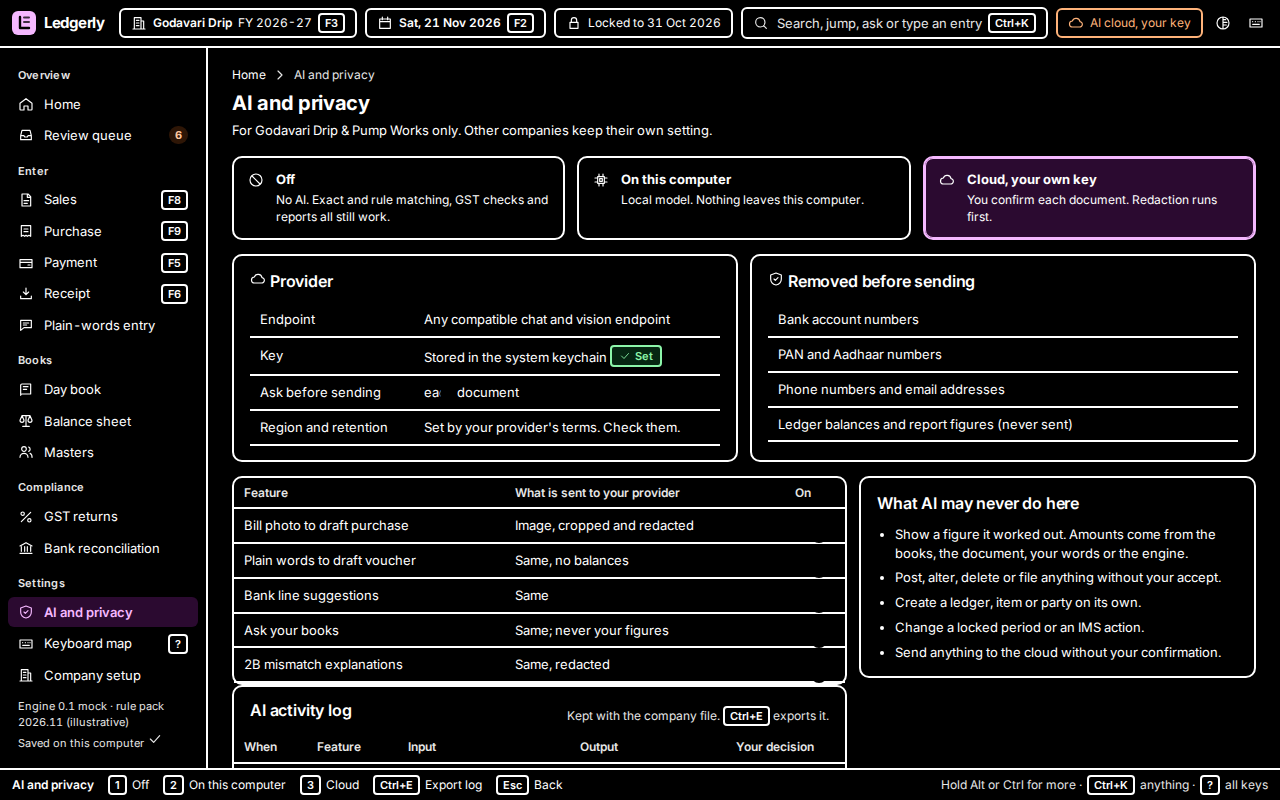 Ledgerly
Godavari Drip FY 2026-27 F3
Sat, 21 Nov 2026 F2
Locked to 31 Oct 2026
Search, jump, ask or type an entry Ctrl+K
AI cloud, your key
Overview
Home
Review queue 6
Enter
Sales F8
Purchase F9
Payment F5
Receipt F6
Plain-words entry
Books
Day book
Balance sheet
Masters
Compliance
GST returns
Bank reconciliation
Settings
AI and privacy
Keyboard map ?
Company setup
Engine 0.1 mock · rule pack
2026.11 (illustrative)
Saved on this computer
Home > AI and privacy
AI and privacy
For Godavari Drip & Pump Works only. Other companies keep their own setting.
Off
No AI. Exact and rule matching, GST checks and
reports all still work.
On this computer
Local model. Nothing leaves this computer.
Cloud, your own key
You confirm each document. Redaction runs
first.
Provider
Endpoint Any compatible chat and vision endpoint
Key Stored in the system keychain Set
Ask before sending document
Region and retention Set by your provider's terms. Check them.
Removed before sending
Bank account numbers
PAN and Aadhaar numbers
Phone numbers and email addresses
Ledger balances and report figures (never sent)
Feature What is sent to your provider On
Bill photo to draft purchase Image, cropped and redacted
Plain words to draft voucher Same, no balances
Bank line suggestions Same
Ask your books Same; never your figures
2B mismatch explanations Same, redacted
What AI may never do here
• Show a figure it worked out. Amounts come from the
books, the document, your words or the engine.
• Post, alter, delete or file anything without your accept.
• Create a ledger, item or party on its own.
• Change a locked period or an IMS action.
• Send anything to the cloud without your confirmation.
AI activity log
Kept with the company file. Ctrl+E exports it.
When Feature Input Output Your decision
AI and privacy 1 Off 2 On this computer 3 Cloud Ctrl+E Export log Esc Back
Hold Alt or Ctrl for more · Ctrl+K anything · ? all keys